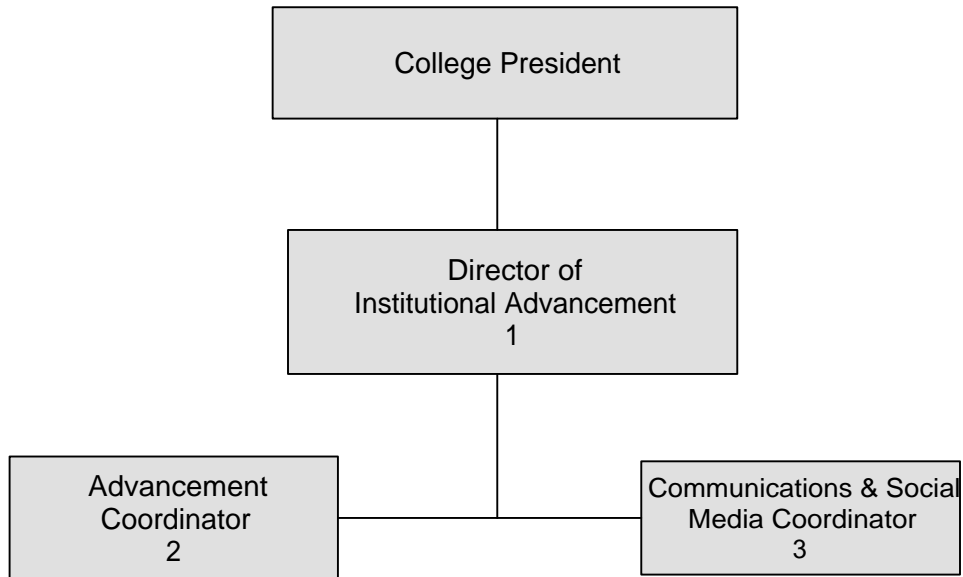 College President
Director of
Institutional Advancement
1
Advancement
Coordinator
2
Communications & Social
Media Coordinator
3